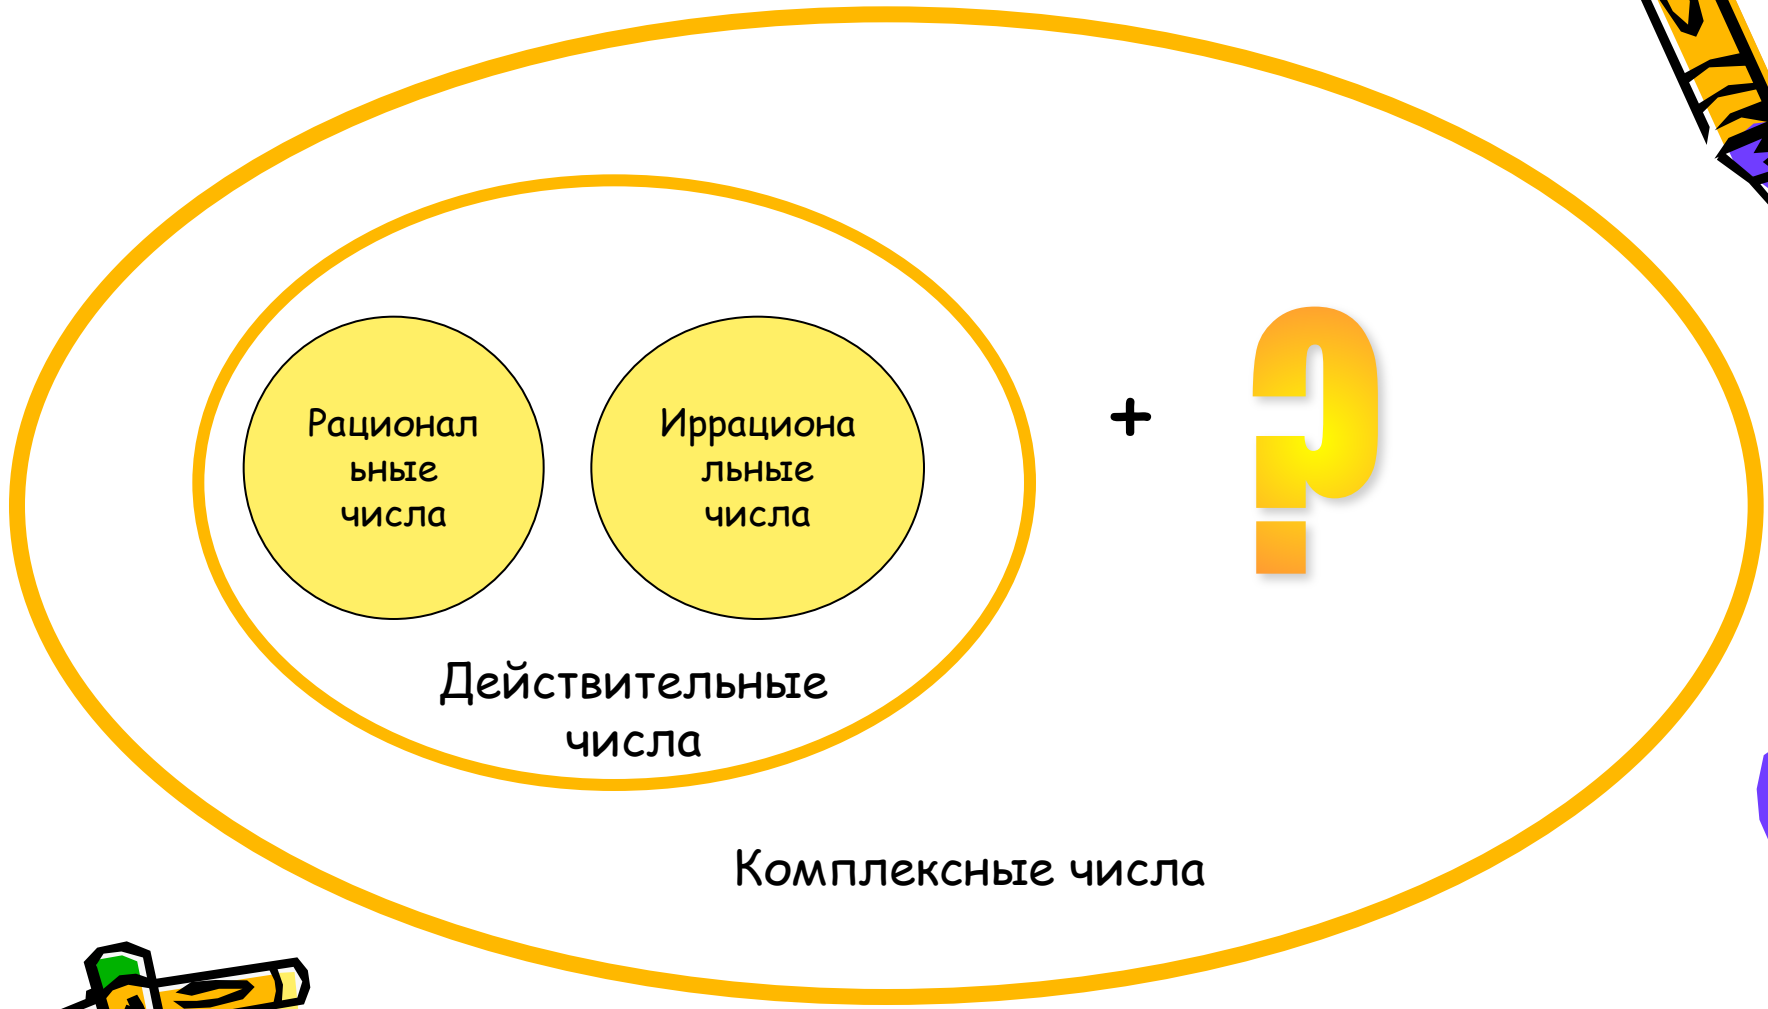 Рационал
ьные
числа
Иррациона
льные
числа
+
?
Действительные
числа
Комплексные числа